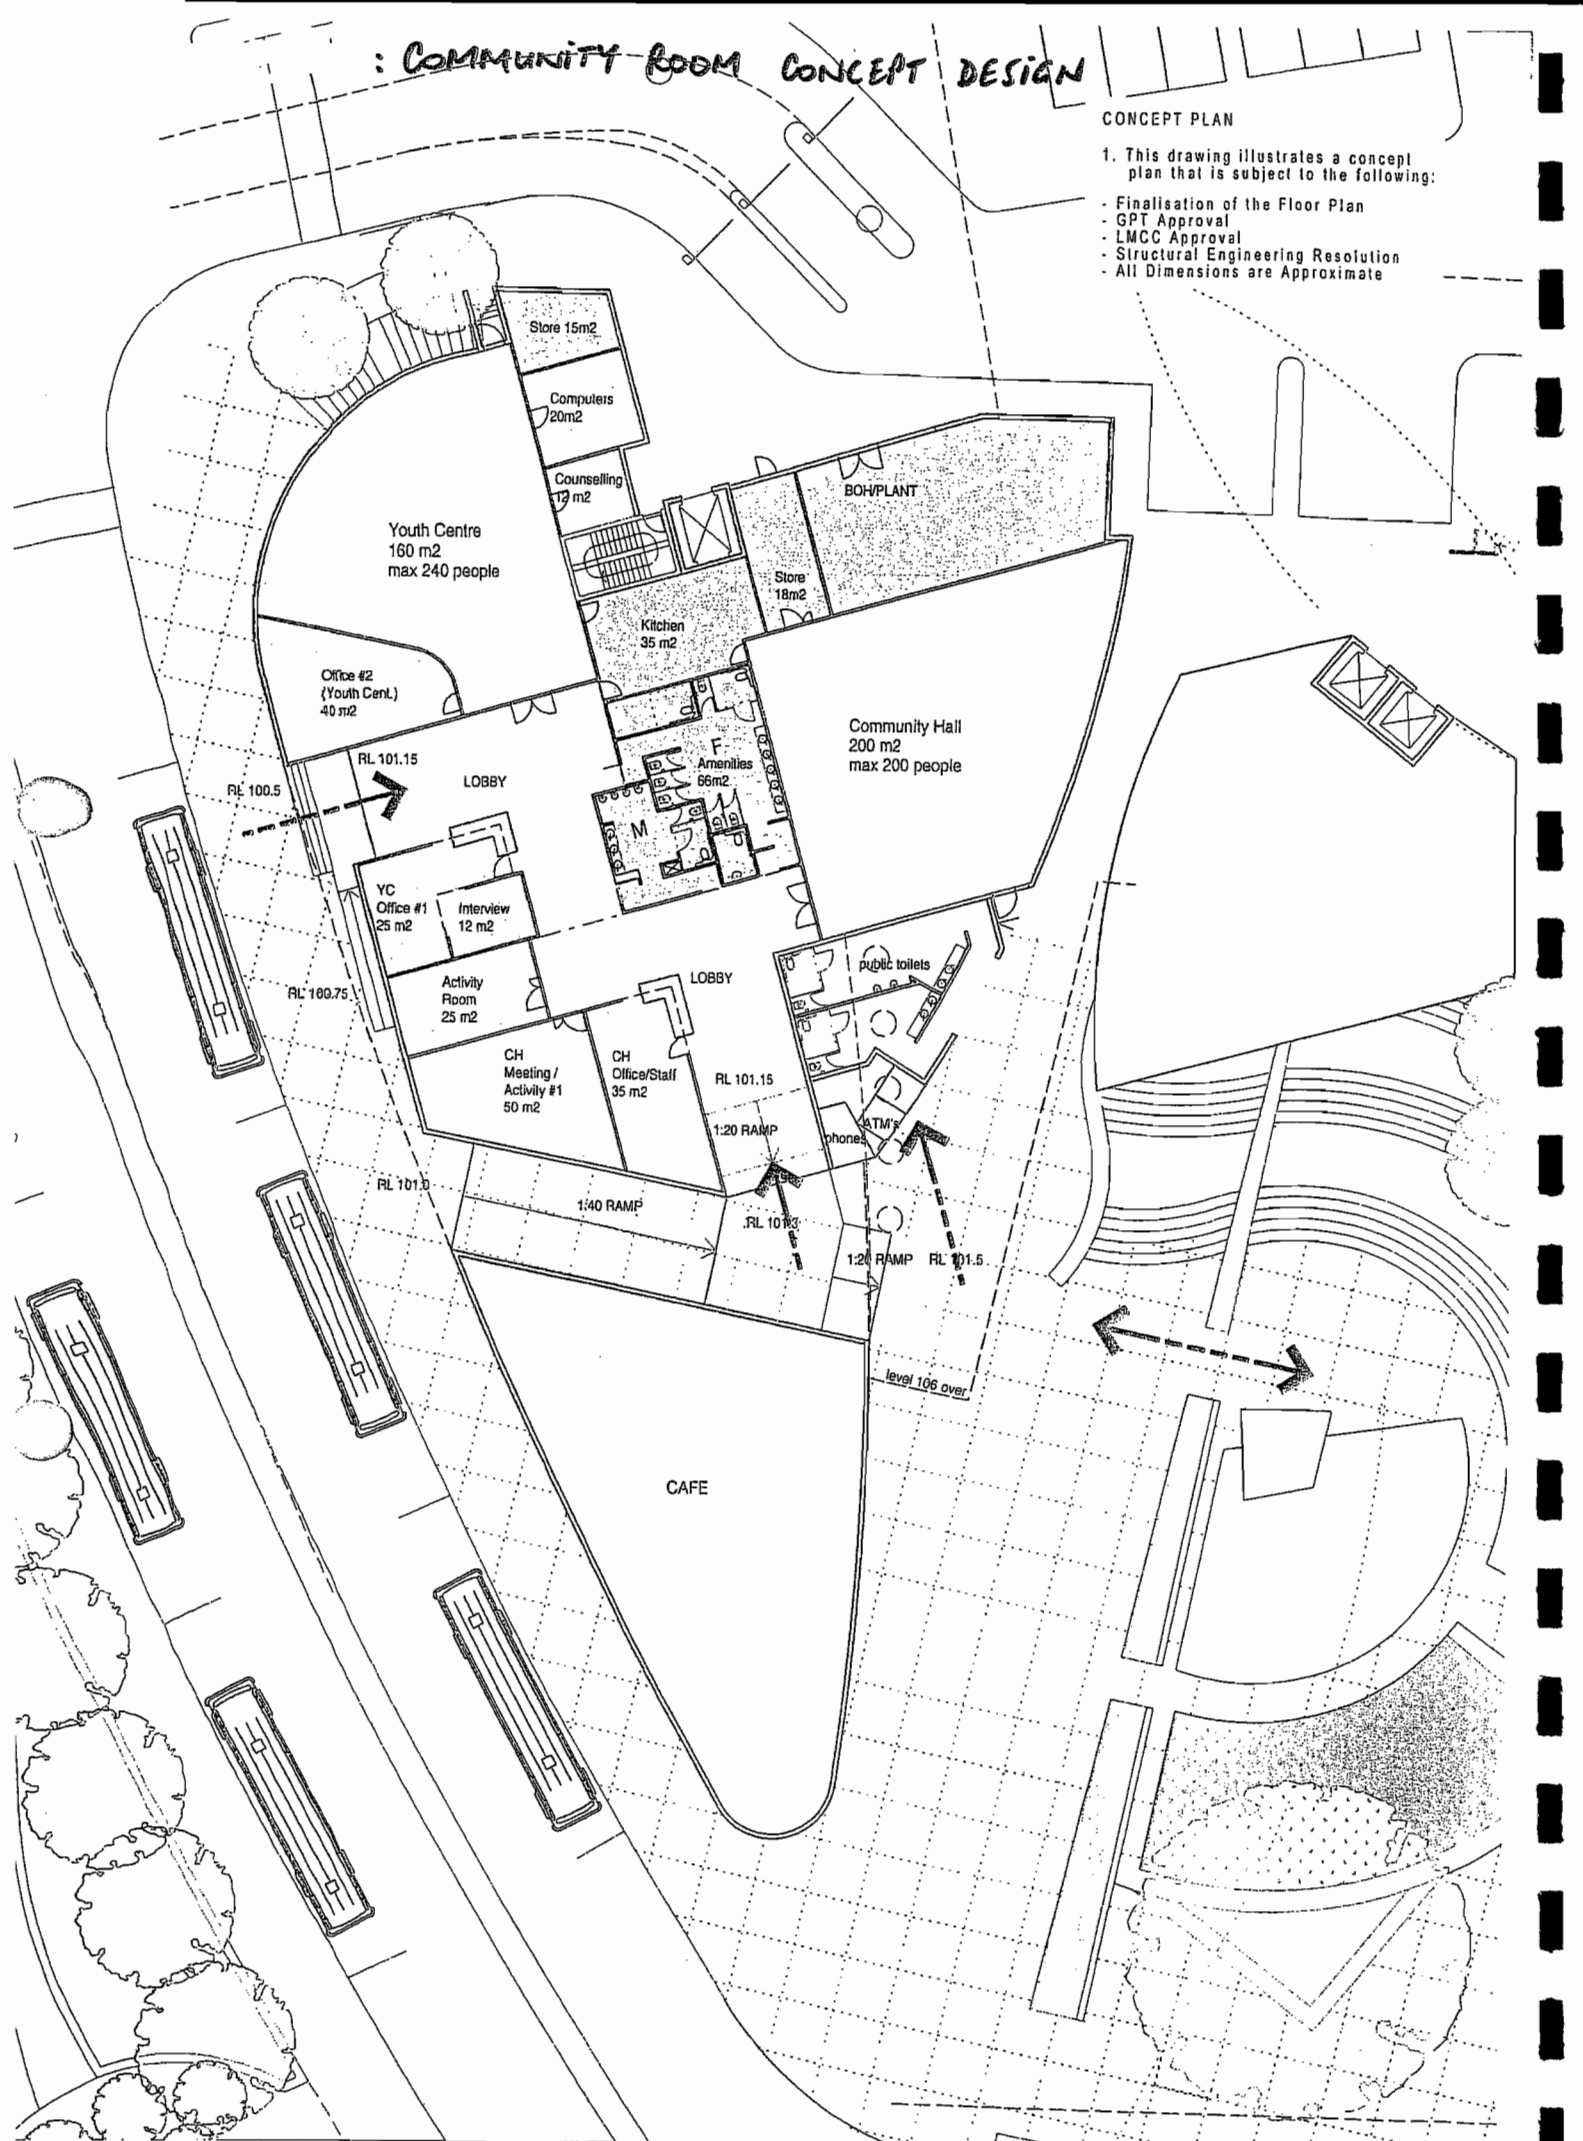 : COMMUNITY ROOM CONCEPT DESIGN
CONCEPT PLAN
1. This drawing illustrates a concept
plan that is subject to the following:
- Finalisation of the Floor Plan
- GPT Approval
- LMCC Approval
- Structural Engineering Resolution
- All Dimensions are Approximate
Store 15m2
Computers
20m2
Counselling
12 m2
BOH/PLANT
Youth Centre
160 m2
max 240 people
Store
18m2
Kitchen
35 m2
Office #2
(Youth Cent.)
40 m2
Community Hall
200 m2
max 200 people
F
Amenities
66m2
M
RL 101.15
RL 100.5
LOBBY
YC
Office #1
25 m2
Interview
12 m2
LOBBY
public toilets
Activity
Room
25 m2
RL 100.75
CH
Meeting /
Activity #1
50 m2
CH
Office/Staff
35 m2
RL 101.15
1:20 RAMP
phones
ATM's
RL 101.0
1:40 RAMP
RL 101.3
1:20 RAMP
RL 101.5
level 106 over
CAFE